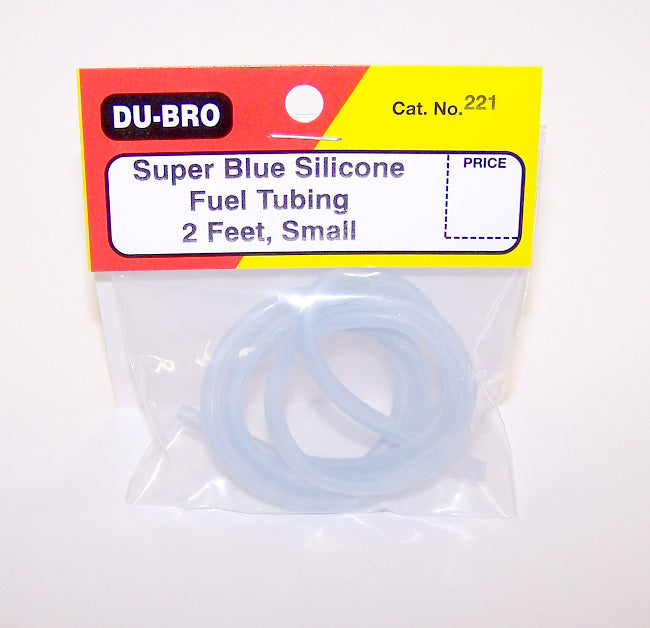 DU-BRO
Cat. No. 221
Super Blue Silicone
Fuel Tubing
2 Feet, Small
PRICE